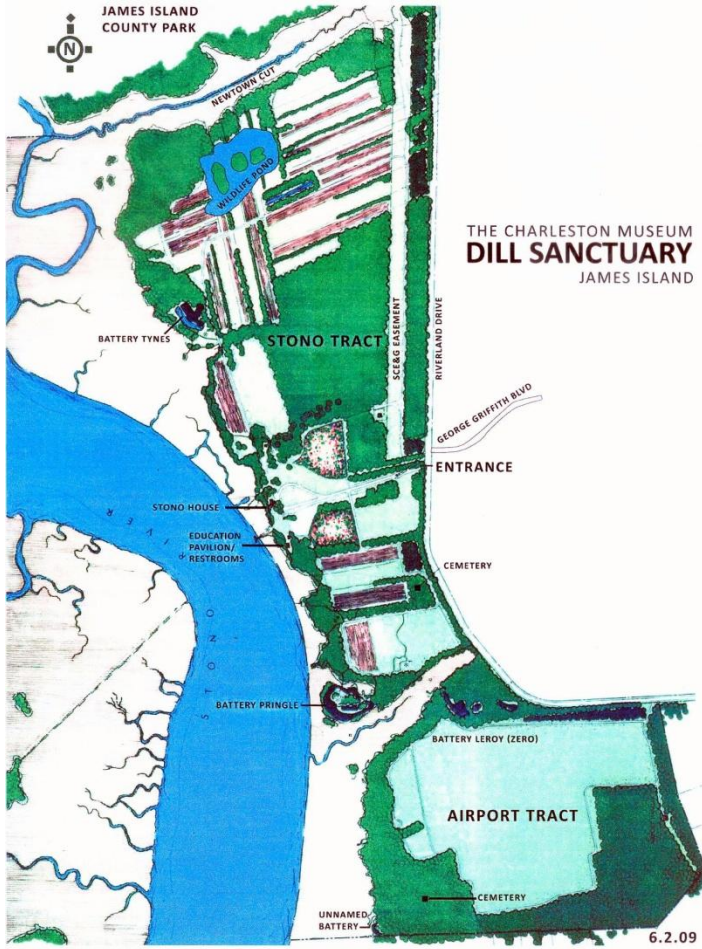 JAMES ISLAND
COUNTY PARK
N
NEWTOWN CUT
WILDLIFE POND
THE CHARLESTON MUSEUM
DILL SANCTUARY
JAMES ISLAND
BATTERY TYNES
STONO TRACT
SCE&G EASEMENT
RIVERLAND DRIVE
GEORGE GRIFFITH BLVD
ENTRANCE
STONO HOUSE
EDUCATION
PAVILION/
RESTROOMS
CEMETERY
STONO RIVER
BATTERY PRINGLE
BATTERY LEROY (ZERO)
AIRPORT TRACT
CEMETERY
UNNAMED
BATTERY
6.2.09